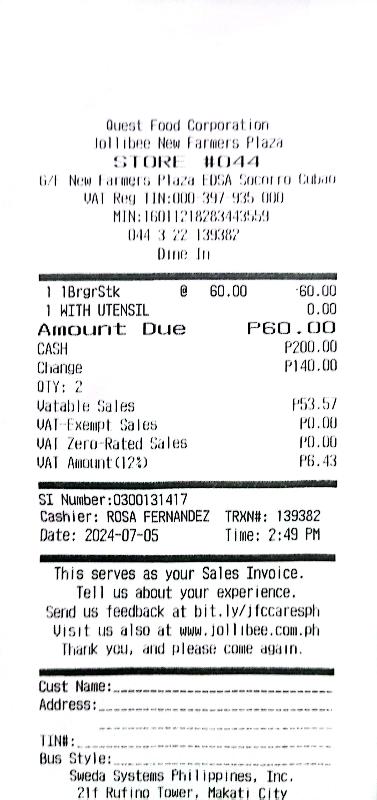 Quest Food Corporation
Jollibee New Farmers Plaza
STORE #044
G/F New Farmers Plaza EDSA Socorro Cubao
VAT Reg TIN:000 397 935 000
MIN:16011218283443559
044 3 22 139382
Dine In
1 1BrgrStk @ 60.00 60.00
1 WITH UTENSIL 0.00
Amount Due P60.00
CASH P200.00
Change P140.00
QTY: 2
Vatable Sales P53.57
VAT-Exempt Sales P0.00
VAT Zero-Rated Sales P0.00
VAT Amount(12%) P6.43
SI Number:0300131417
Cashier: ROSA FERNANDEZ TRXN#: 139382
Date: 2024-07-05 Time: 2:49 PM
This serves as your Sales Invoice.
Tell us about your experience.
Send us feedback at bit.ly/jfccaresph
Visit us also at www.jollibee.com.ph
Thank you, and please come again.
Cust Name:
Address:
TIN#:
Bus Style:
Sweda Systems Philippines, Inc.
21f Rufino Tower, Makati City